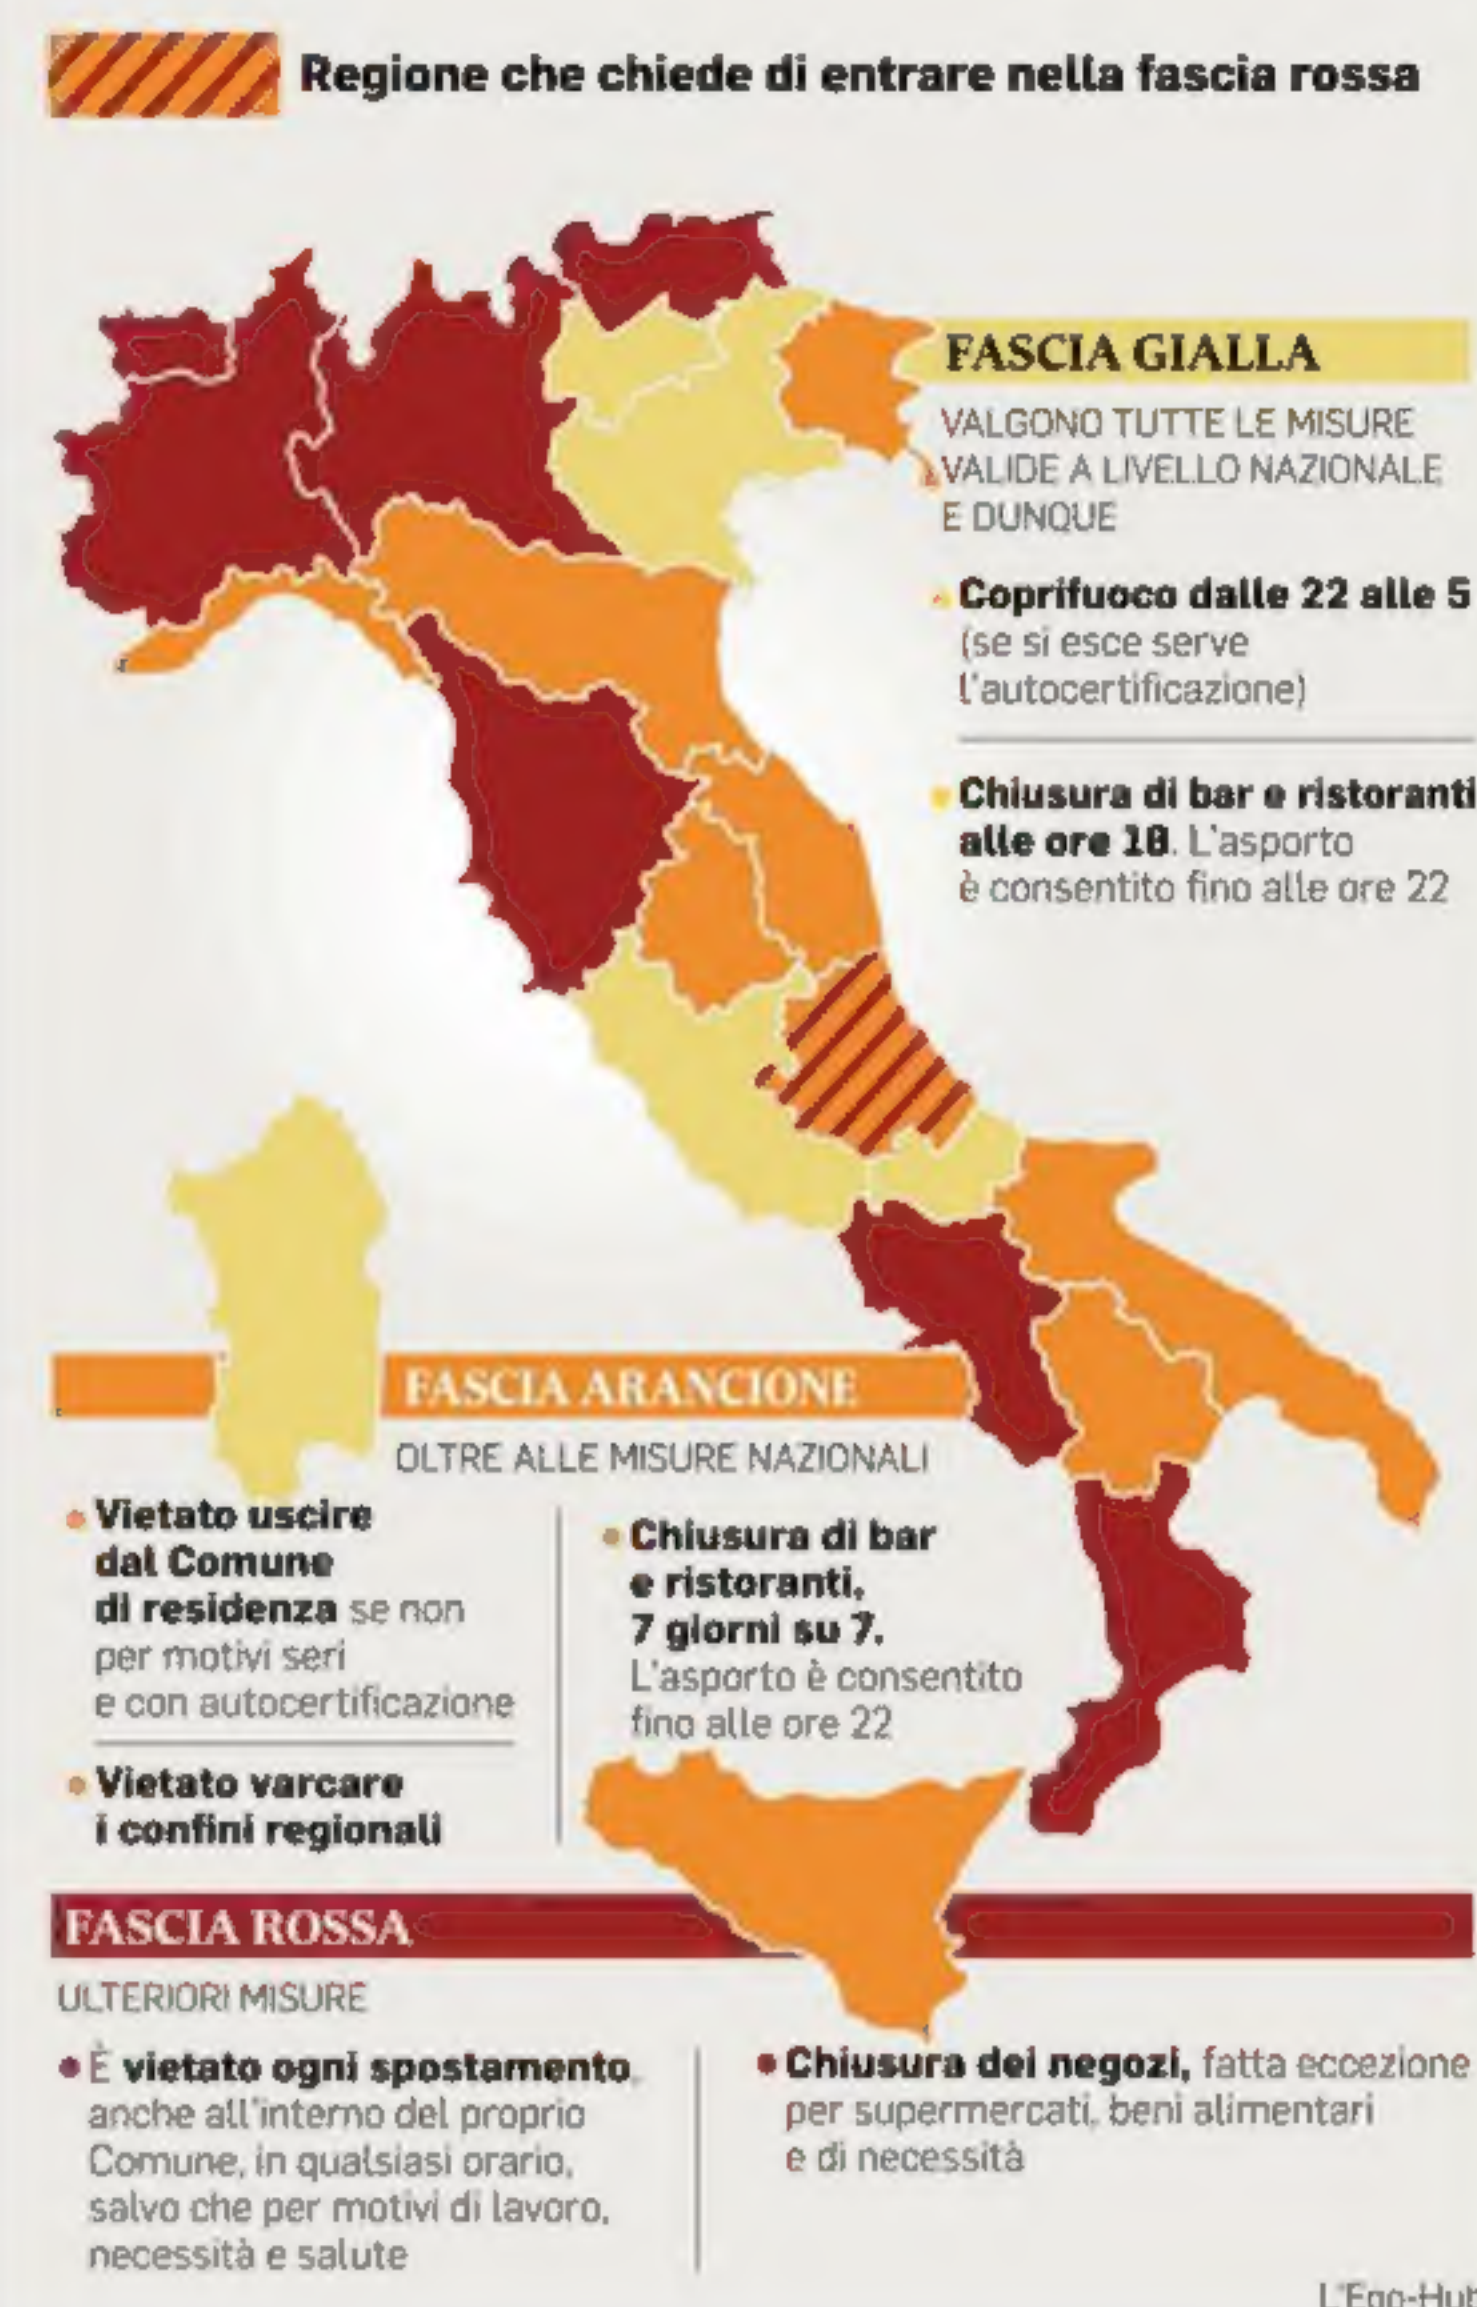 Regione che chiede di entrare nella fascia rossa
FASCIA GIALLA
VALGONO TUTTE LE MISURE
VALIDE A LIVELLO NAZIONALE
E DUNQUE
Coprifuoco dalle 22 alle 5
(se si esce serve
l'autocertificazione)
Chiusura di bar e ristoranti
alle ore 18. L'asporto
è consentito fino alle ore 22
FASCIA ARANCIONE
OLTRE ALLE MISURE NAZIONALI
Vietato uscire
dal Comune
di residenza se non
per motivi seri
e con autocertificazione
Vietato varcare
i confini regionali
Chiusura di bar
e ristoranti,
7 giorni su 7.
L'asporto è consentito
fino alle ore 22
FASCIA ROSSA
ULTERIORI MISURE
È vietato ogni spostamento,
anche all'interno del proprio
Comune, in qualsiasi orario,
salvo che per motivi di lavoro,
necessità e salute
Chiusura dei negozi, fatta eccezione
per supermercati, beni alimentari
e di necessità
L'Ego-Hub